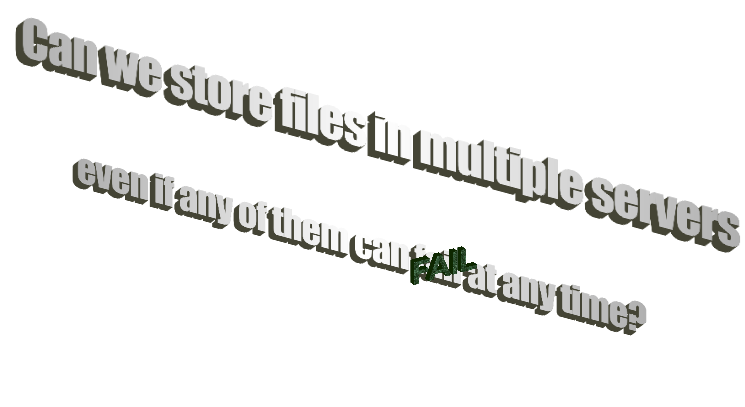 Can we store files in multiple servers
even if any of them can FAIL at any time?